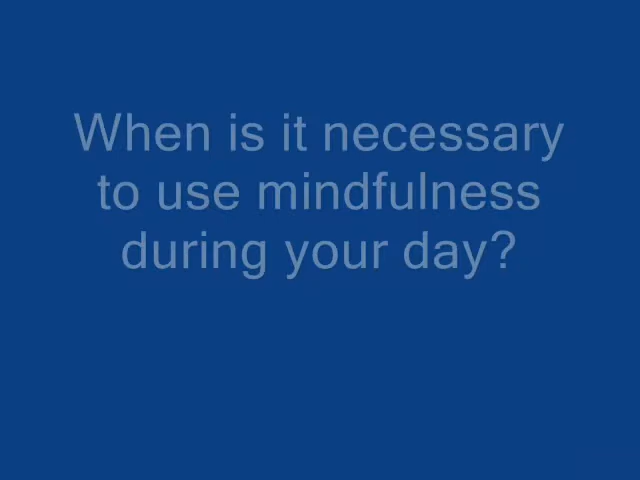 When is it necessary
to use mindfulness
during your day?